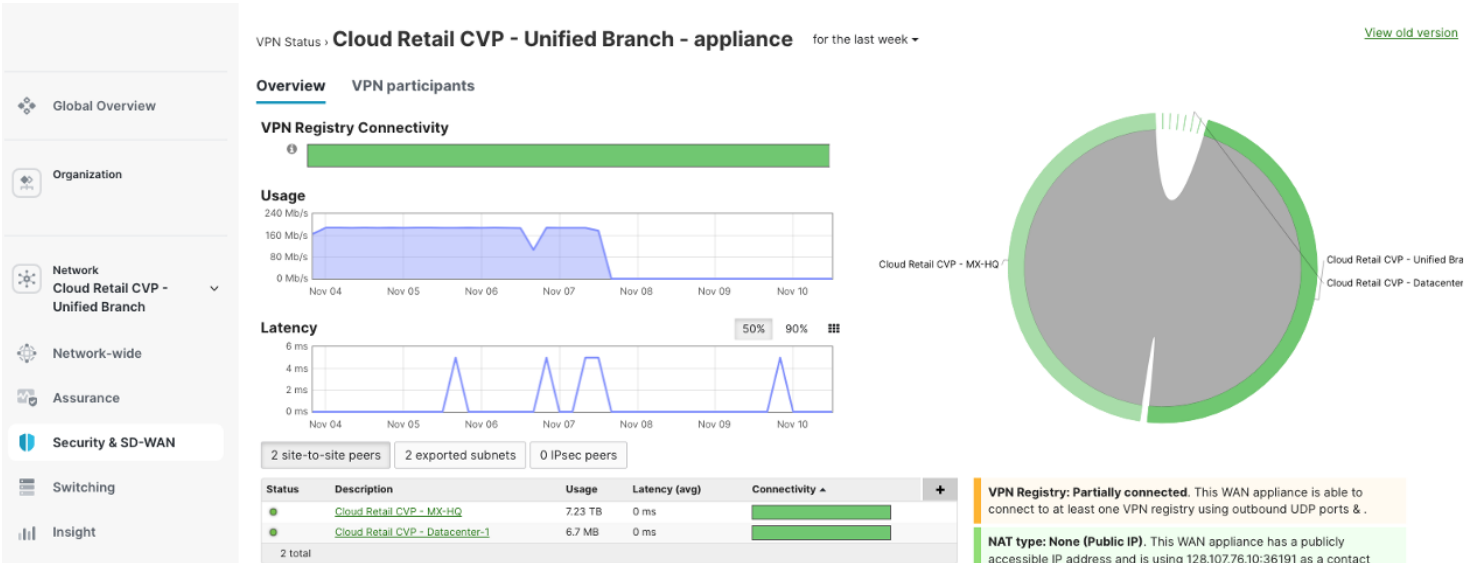 VPN Status › Cloud Retail CVP - Unified Branch - appliance for the last week
View old version
Global Overview
Organization
Network
Cloud Retail CVP -
Unified Branch
Network-wide
Assurance
Security & SD-WAN
Switching
Insight
Overview VPN participants
VPN Registry Connectivity
Usage
240 Mb/s
160 Mb/s
80 Mb/s
0 Mb/s
Nov 04 Nov 05 Nov 06 Nov 07 Nov 08 Nov 09 Nov 10
Latency 50% 90%
6 ms
4 ms
2 ms
0 ms
Nov 04 Nov 05 Nov 06 Nov 07 Nov 08 Nov 09 Nov 10
2 site-to-site peers 2 exported subnets 0 IPsec peers
Status Description Usage Latency (avg) Connectivity +
Cloud Retail CVP - MX-HQ 7.23 TB 0 ms
Cloud Retail CVP - Datacenter-1 6.7 MB 0 ms
2 total
Cloud Retail CVP - MX-HQ
Cloud Retail CVP - Unified Bra
Cloud Retail CVP - Datacenter
VPN Registry: Partially connected. This WAN appliance is able to
connect to at least one VPN registry using outbound UDP ports & .
NAT type: None (Public IP). This WAN appliance has a publicly
accessible IP address and is using 128.107.76.10:36191 as a contact